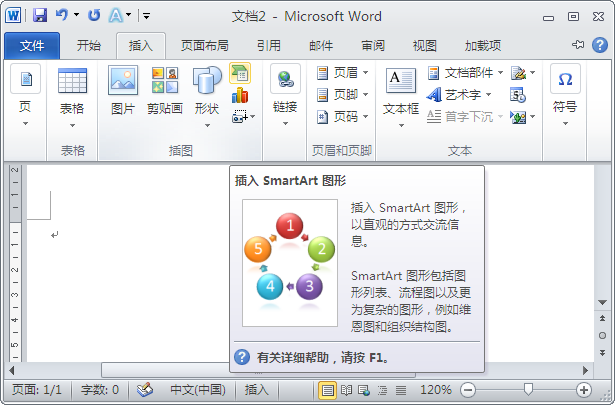 文档2 - Microsoft Word
文件 开始 插入 页面布局 引用 邮件 审阅 视图 加载项
页 表格 图片 剪贴画 形状 链接 页眉 页脚 页码 文本框 文档部件 艺术字 首字下沉 符号
表格 插图 页眉和页脚 文本
插入 SmartArt 图形
插入 SmartArt 图形，
以直观的方式交流信
息。
SmartArt 图形包括图
形列表、流程图以及更
为复杂的图形，例如维
恩图和组织结构图。
1
5 2
4 3
有关详细帮助，请按 F1。
2
1
1
2
3
4
5
页面: 1/1 字数: 0 中文(中国) 插入 120%